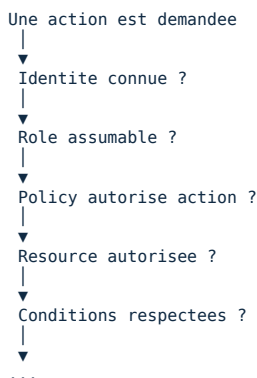 Une action est demandee
│
▼
Identite connue ?
│
▼
Role assumable ?
│
▼
Policy autorise action ?
│
▼
Resource autorisee ?
│
▼
Conditions respectees ?
│
▼
...